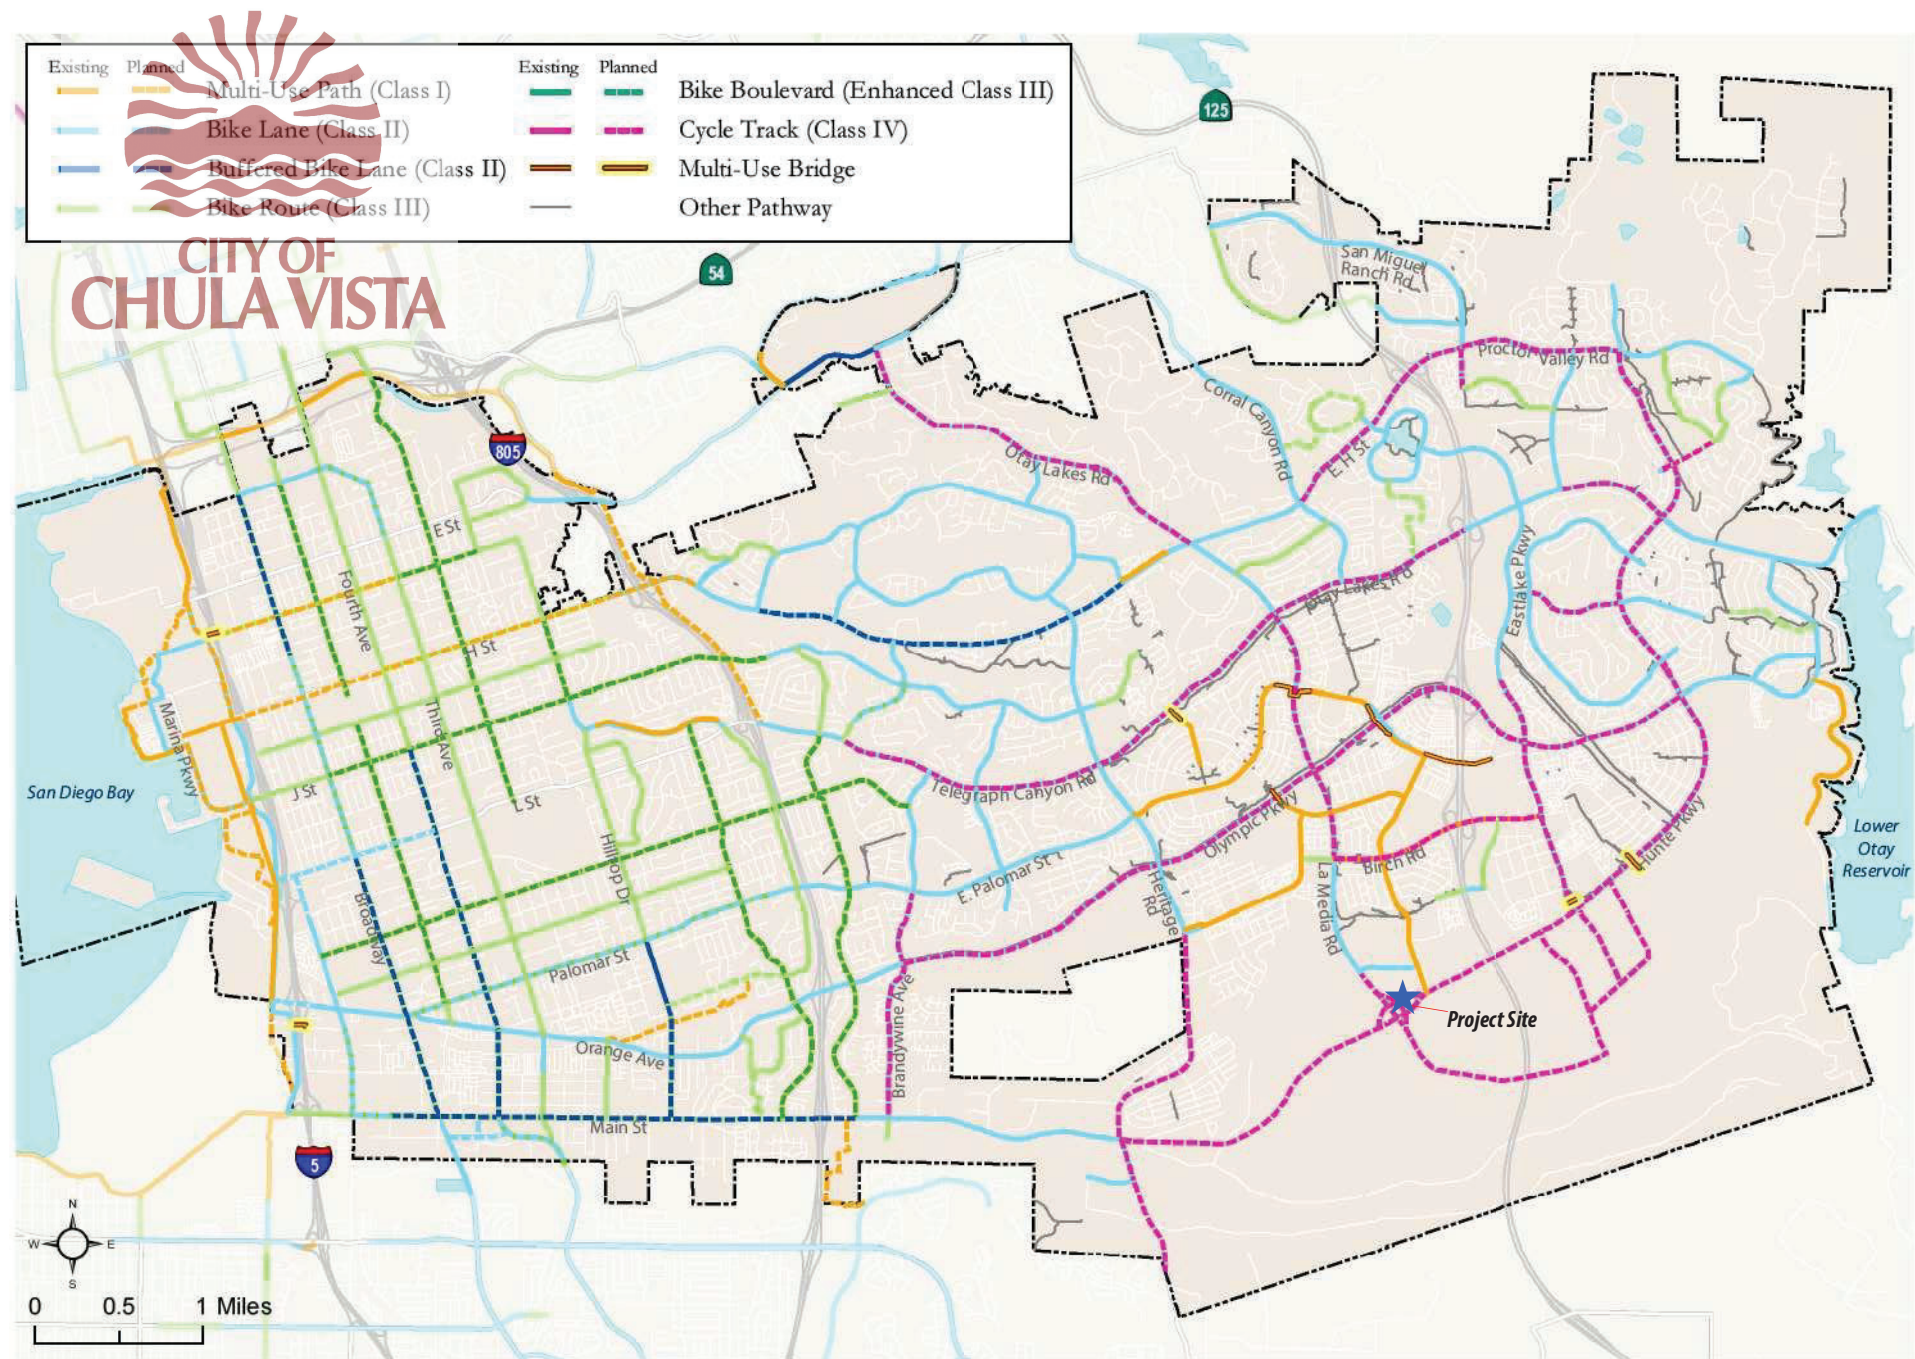 Existing Planned
Multi-Use Path (Class I)
Bike Lane (Class II)
Buffered Bike Lane (Class II)
Bike Route (Class III)
Existing Planned
Bike Boulevard (Enhanced Class III)
Cycle Track (Class IV)
Multi-Use Bridge
Other Pathway
CITY OF
CHULA VISTA
125
54
805
5
San Miguel
Ranch Rd
Proctor Valley Rd
Corral Canyon Rd
E H St
Otay Lakes Rd
Otay Lakes Rd
Eastlake Pkwy
E St
Fourth Ave
H St
Third Ave
Marina Pkwy
San Diego Bay
J St
L St
Hilltop Dr
Telegraph Canyon Rd
Olympic Pkwy
Hunte Pkwy
Lower
Otay
Reservoir
Birch Rd
E. Palomar St
Heritage
Rd
La Media Rd
Broadway
Palomar St
Brandywine Ave
Orange Ave
Project Site
Main St
N
W E
S
0 0.5 1 Miles